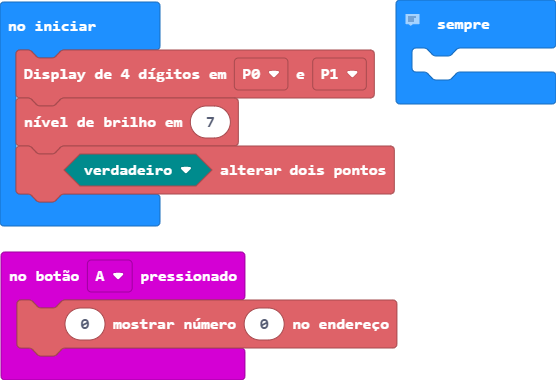 no iniciar
Display de 4 dígitos em P0 e P1
nível de brilho em 7
verdadeiro alterar dois pontos
sempre
no botão A pressionado
0 mostrar número 0 no endereço